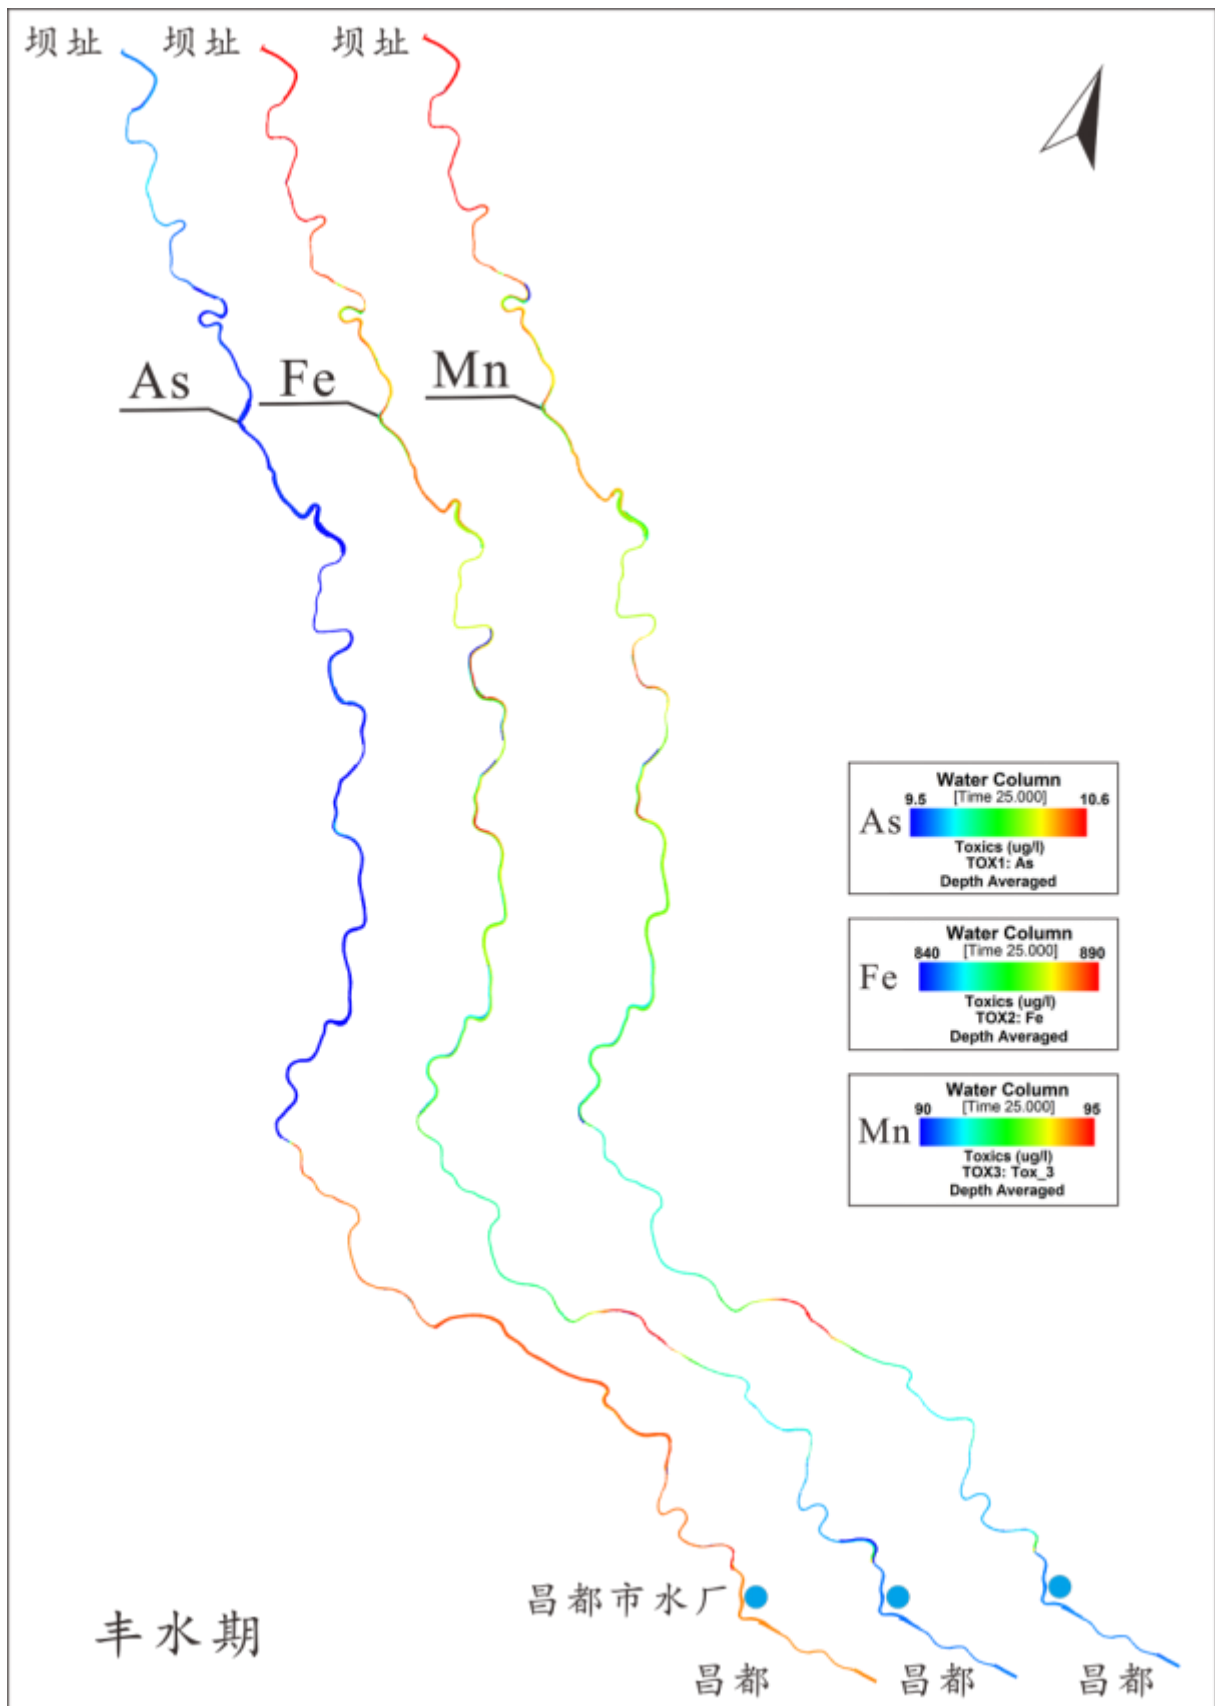 坝址 坝址 坝址
As Fe Mn
Water Column
9.5 [Time 25.000] 10.6
As
Toxics (ug/l)
TOX1: As
Depth Averaged
Water Column
840 [Time 25.000] 890
Fe
Toxics (ug/l)
TOX2: Fe
Depth Averaged
Water Column
90 [Time 25.000] 95
Mn
Toxics (ug/l)
TOX3: Tox_3
Depth Averaged
昌都市水厂
丰水期
昌都 昌都 昌都